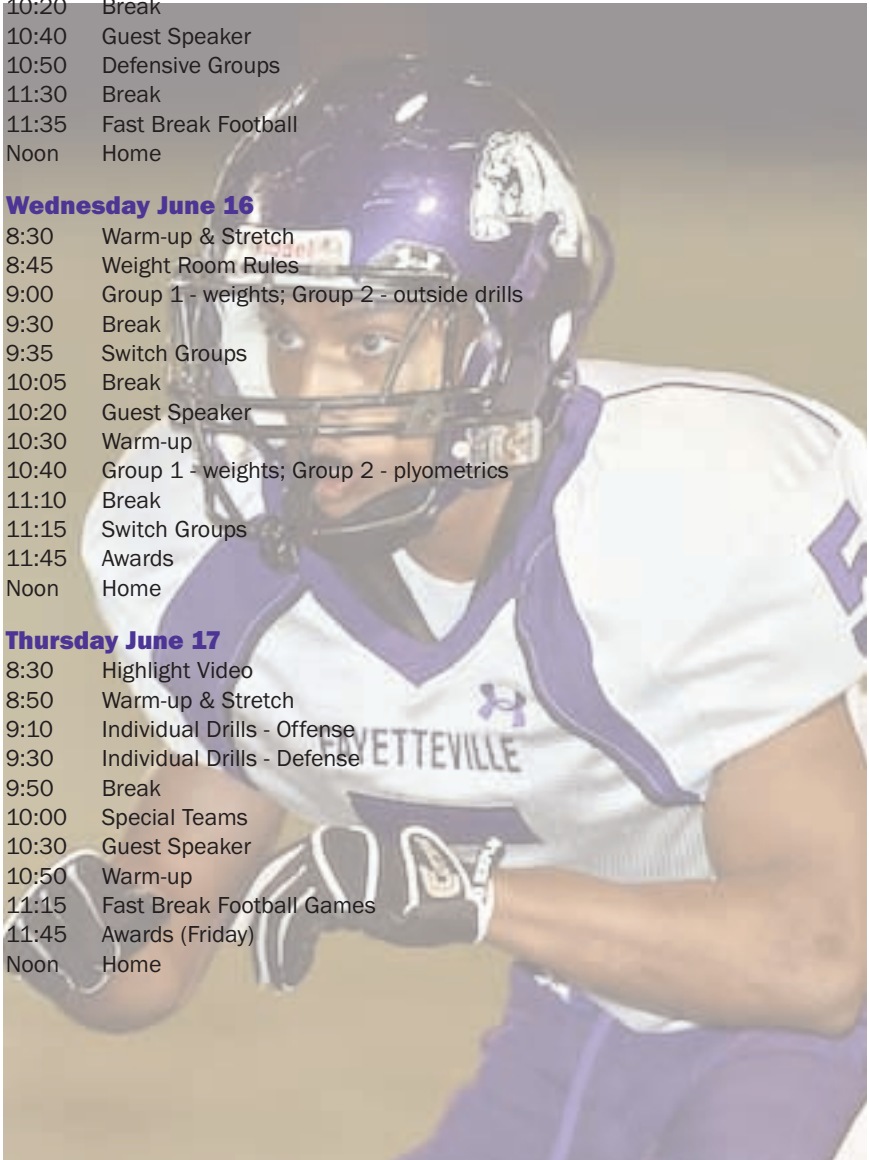 10:20 Break
10:40 Guest Speaker
10:50 Defensive Groups
11:30 Break
11:35 Fast Break Football
Noon Home
Wednesday June 16
8:30 Warm-up & Stretch
8:45 Weight Room Rules
9:00 Group 1 - weights; Group 2 - outside drills
9:30 Break
9:35 Switch Groups
10:05 Break
10:20 Guest Speaker
10:30 Warm-up
10:40 Group 1 - weights; Group 2 - plyometrics
11:10 Break
11:15 Switch Groups
11:45 Awards
Noon Home
Thursday June 17
8:30 Highlight Video
8:50 Warm-up & Stretch
9:10 Individual Drills - Offense
9:30 Individual Drills - Defense
9:50 Break
10:00 Special Teams
10:30 Guest Speaker
10:50 Warm-up
11:15 Fast Break Football Games
11:45 Awards (Friday)
Noon Home
Riddell
FAYETTEVILLE
5